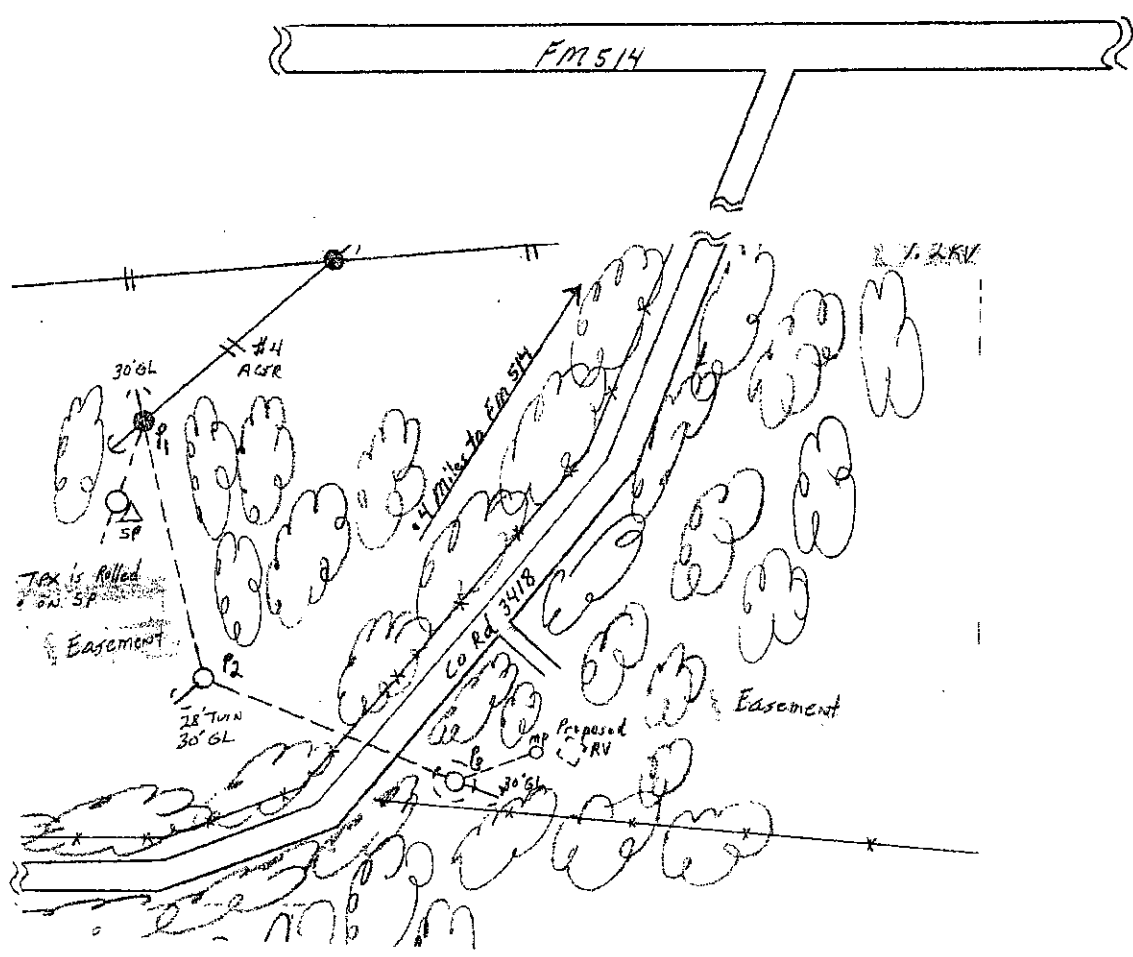 FM 514
7.2KV
#4
ACSR
30'GL
P1
.4 Miles to FM 514
SP
TPX is Rolled
ON SP
Easement
Co Rd 3418
P2
28' TWIN
30' GL
Easement
Proposed
RV
MP
P3
30'GL